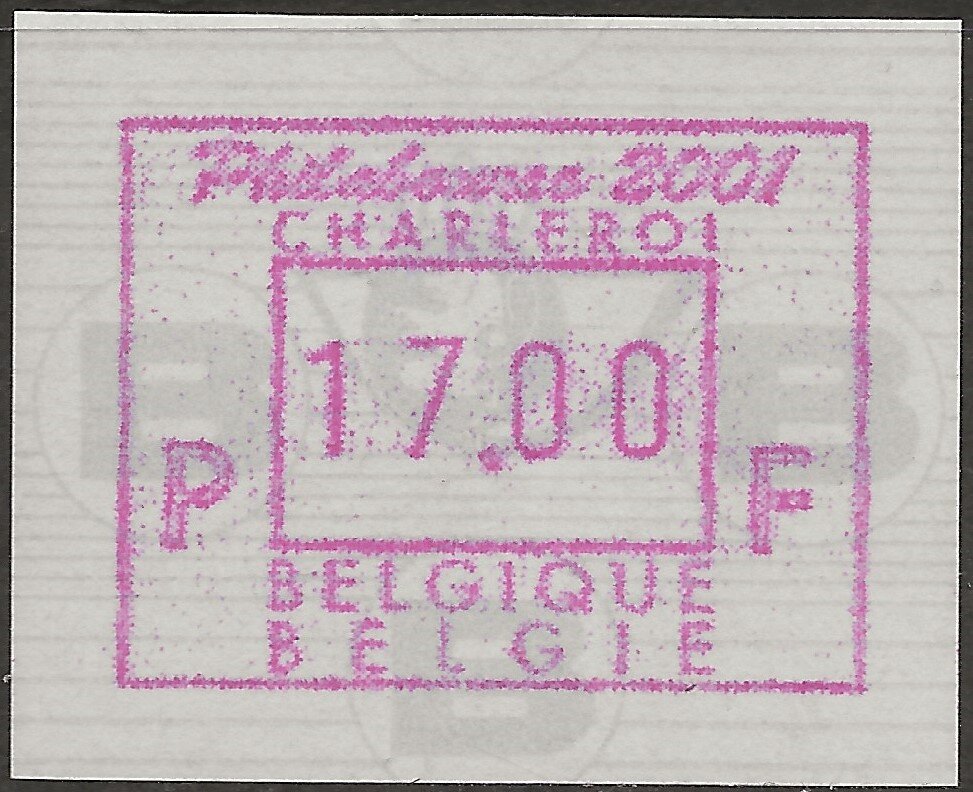 Philabourse 2001
CHARLEROI
17.00
P F
BELGIQUE
BELGIE
B B
B